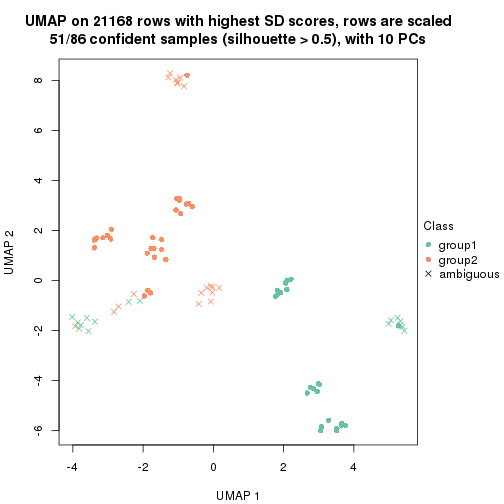 UMAP on 21168 rows with highest SD scores, rows are scaled
51/86 confident samples (silhouette > 0.5), with 10 PCs
8
6
4
2
0
-2
-4
-6
UMAP 2
-4
-2
0
2
4
UMAP 1
Class
group1
group2
ambiguous